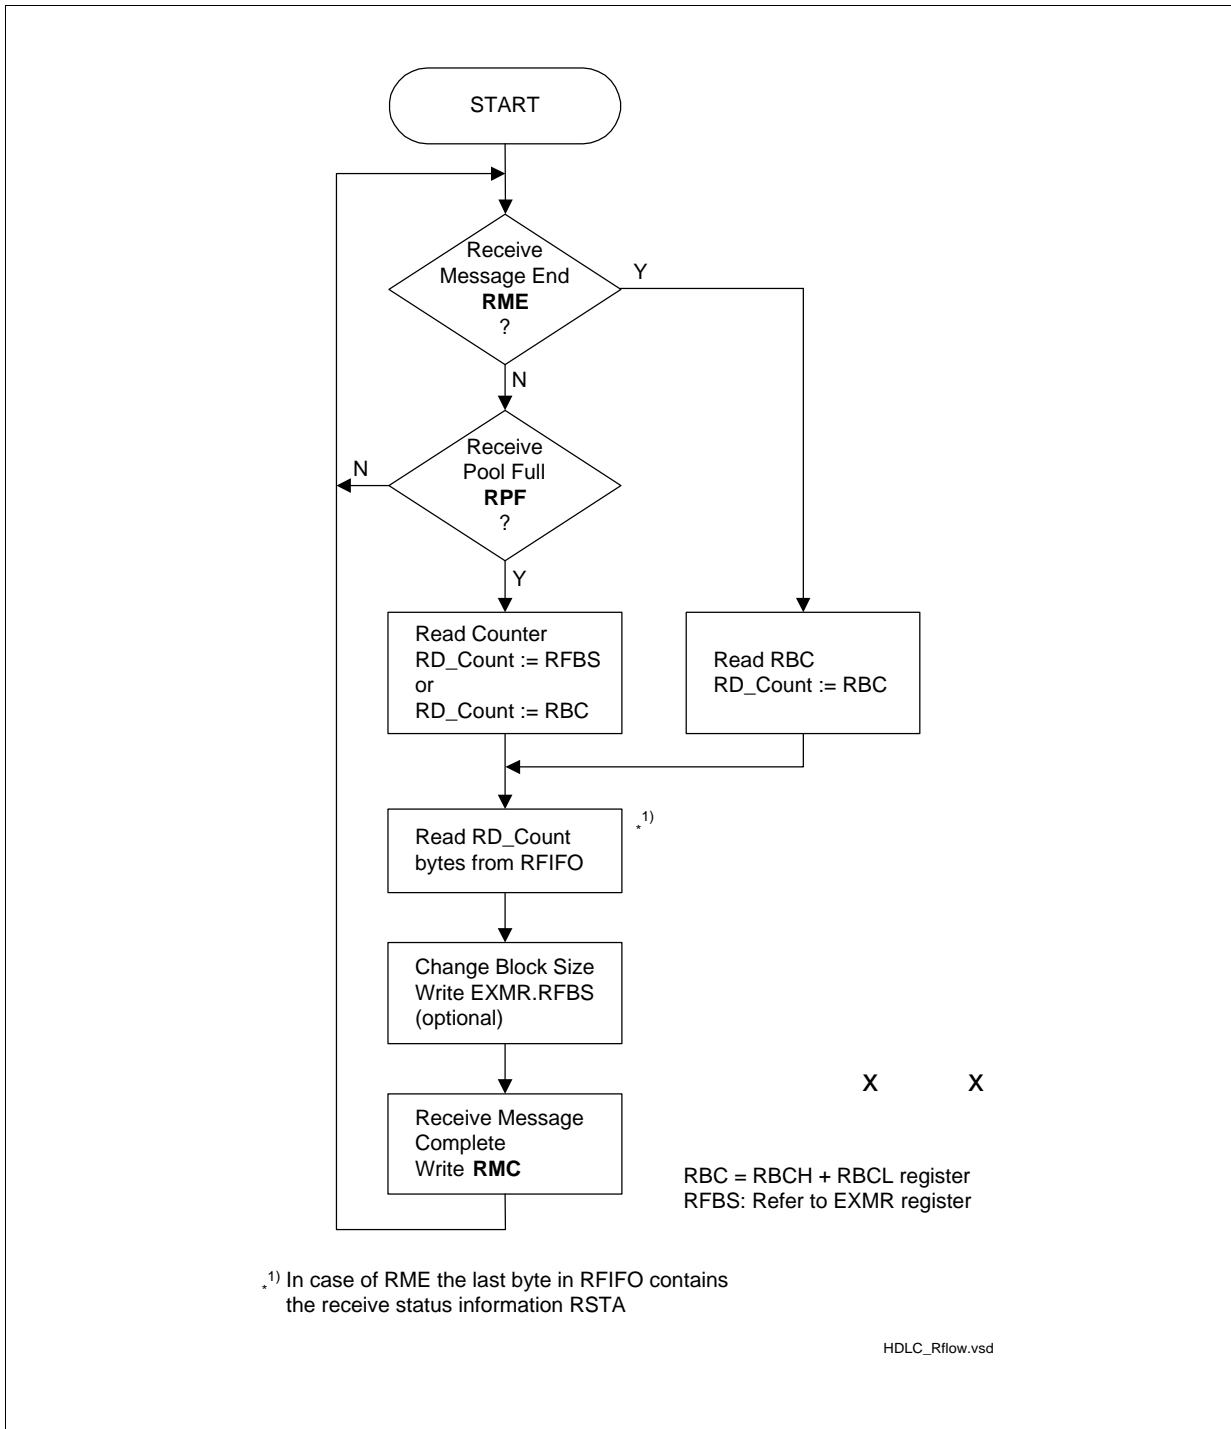 START
Receive
Message End
RME
?
Y
N
Receive
Pool Full
RPF
?
N
Y
Read Counter
RD_Count := RFBS
or
RD_Count := RBC
Read RBC
RD_Count := RBC
Read RD_Count
bytes from RFIFO
*1)
Change Block Size
Write EXMR.RFBS
(optional)
x x
Receive Message
Complete
Write RMC
RBC = RBCH + RBCL register
RFBS: Refer to EXMR register
*1) In case of RME the last byte in RFIFO contains
the receive status information RSTA
HDLC_Rflow.vsd